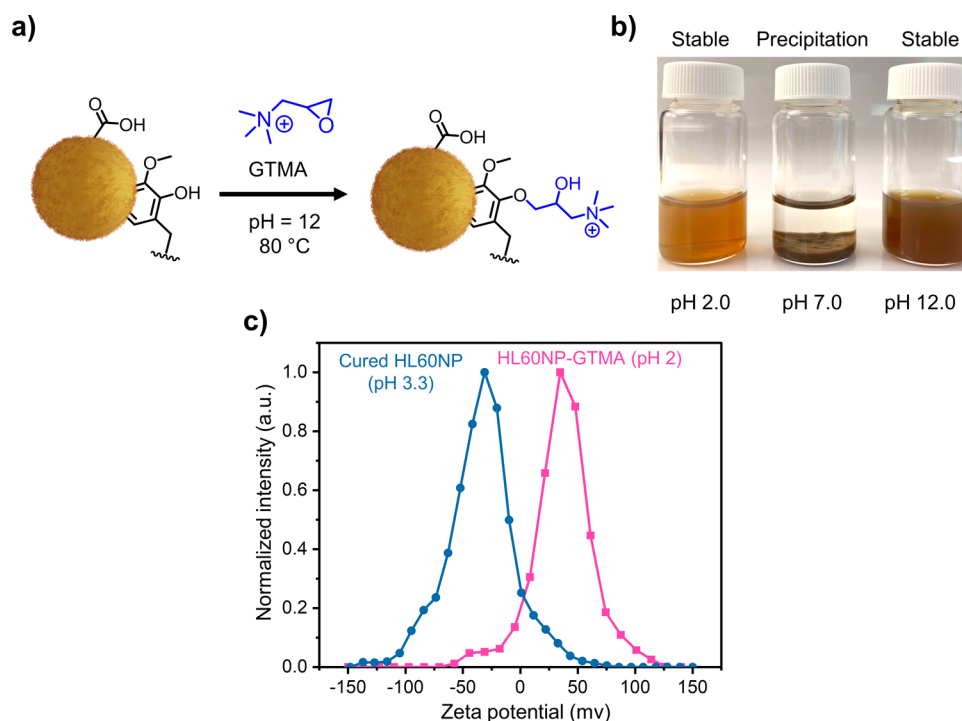 a)
O
OH
O
OH
N
⊕
O
GTMA
pH = 12
80 °C
O
OH
O
O
OH
N
⊕
b)
Stable Precipitation Stable
pH 2.0 pH 7.0 pH 12.0
c)
Cured HL60NP
(pH 3.3)
HL60NP-GTMA (pH 2)
Normalized intensity (a.u.)
1.0
0.8
0.6
0.4
0.2
0.0
-150 -100 -50 0 50 100 150
Zeta potential (mv)